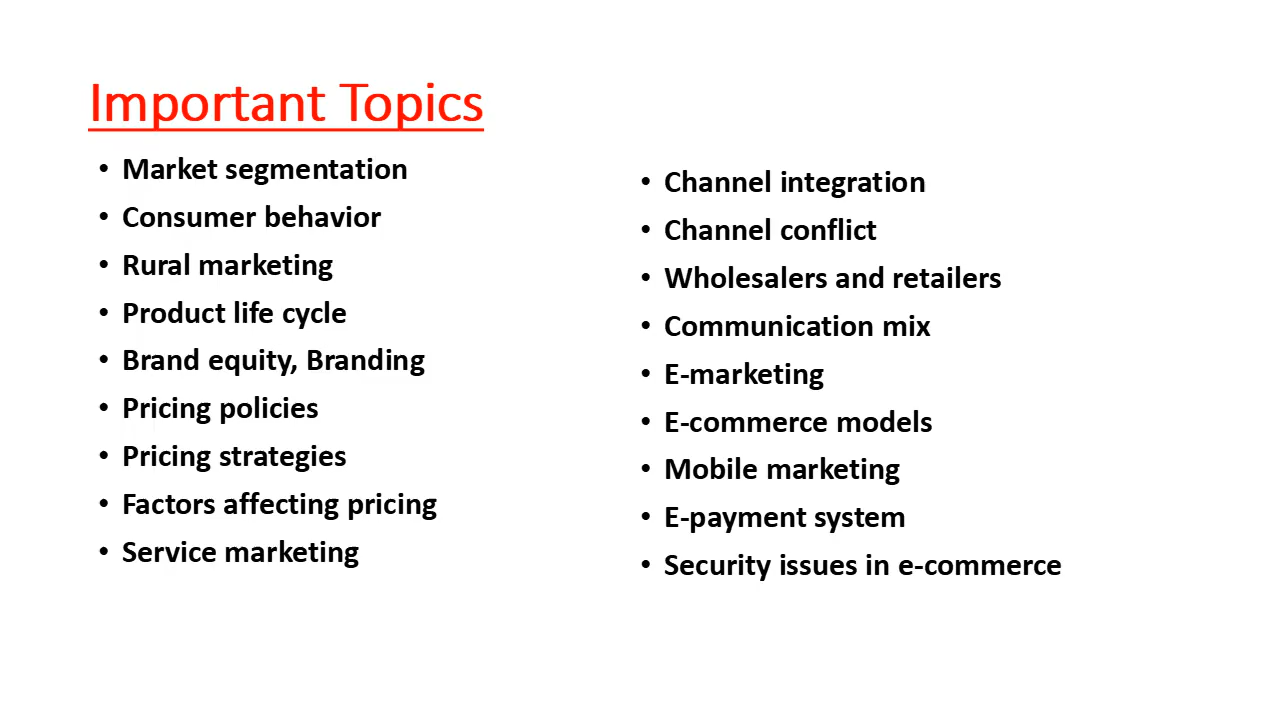 Important Topics
• Market segmentation
• Consumer behavior
• Rural marketing
• Product life cycle
• Brand equity, Branding
• Pricing policies
• Pricing strategies
• Factors affecting pricing
• Service marketing
• Channel integration
• Channel conflict
• Wholesalers and retailers
• Communication mix
• E-marketing
• E-commerce models
• Mobile marketing
• E-payment system
• Security issues in e-commerce